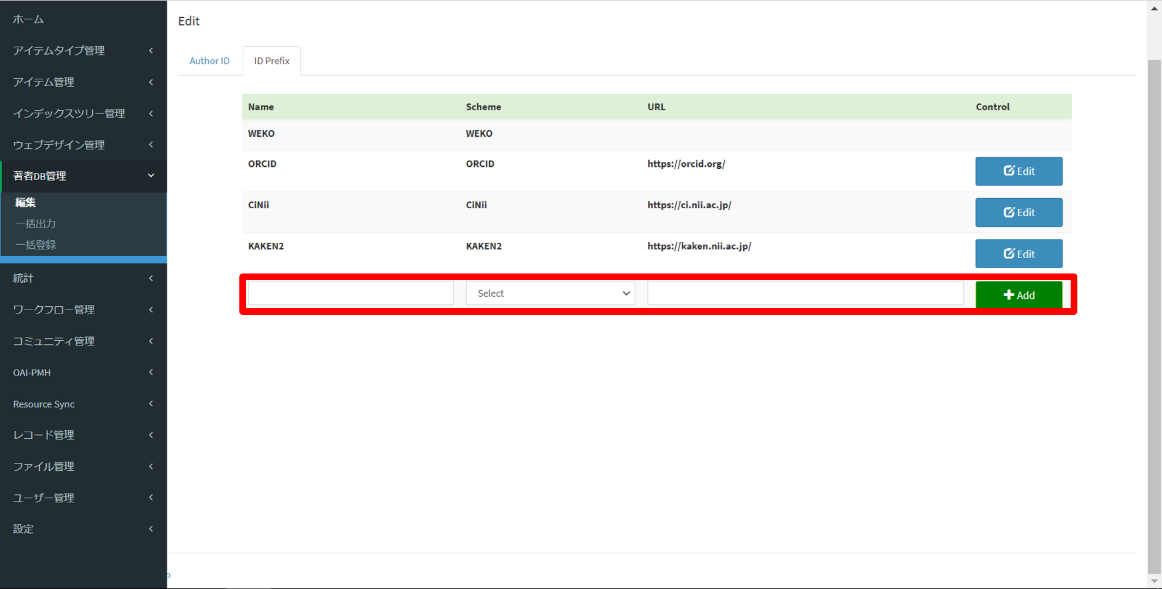 ホーム
アイテムタイプ管理
アイテム管理
インデックスツリー管理
ウェブデザイン管理
著者DB管理
編集
一括出力
一括登録
統計
ワークフロー管理
コミュニティ管理
OAI-PMH
Resource Sync
レコード管理
ファイル管理
ユーザー管理
設定
Edit
Author ID ID Prefix
Name Scheme URL Control
WEKO WEKO
ORCID ORCID https://orcid.org/ Edit
CiNii CiNii https://ci.nii.ac.jp/ Edit
KAKEN2 KAKEN2 https://kaken.nii.ac.jp/ Edit
Select Add